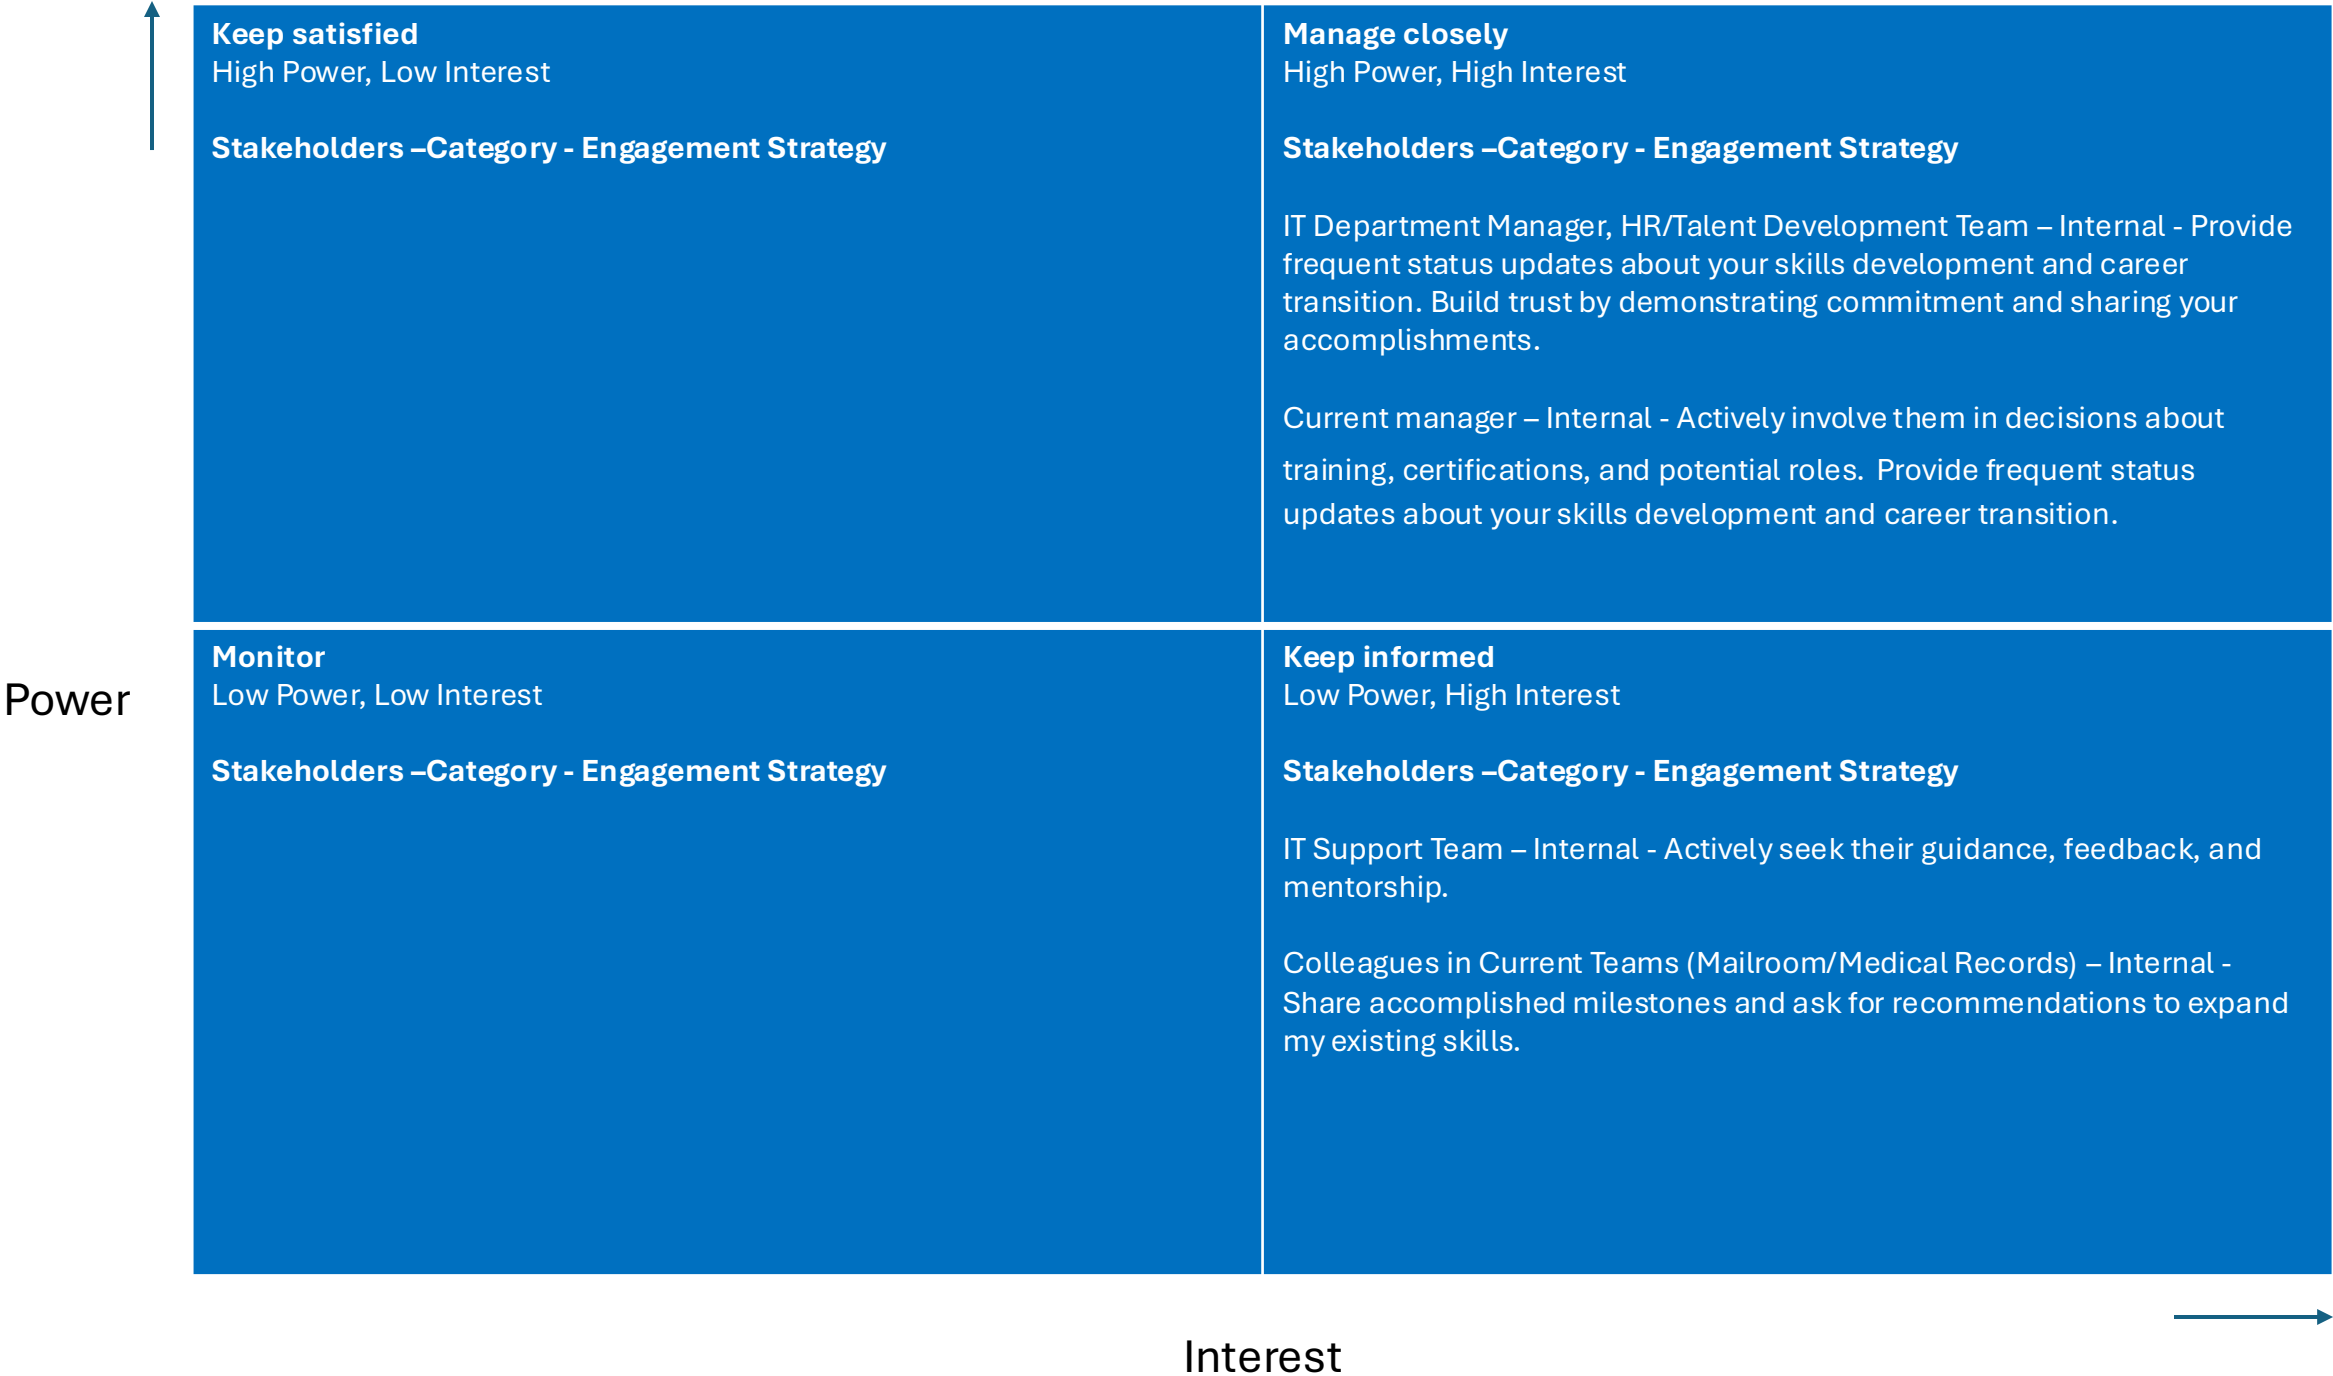 Keep satisfied
High Power, Low Interest
Stakeholders –Category - Engagement Strategy
Manage closely
High Power, High Interest
Stakeholders –Category - Engagement Strategy
IT Department Manager, HR/Talent Development Team – Internal - Provide
frequent status updates about your skills development and career
transition. Build trust by demonstrating commitment and sharing your
accomplishments.
Current manager – Internal - Actively involve them in decisions about
training, certifications, and potential roles.  Provide frequent status
updates about your skills development and career transition.
Power
Monitor
Low Power, Low Interest
Stakeholders –Category - Engagement Strategy
Keep informed
Low Power, High Interest
Stakeholders –Category - Engagement Strategy
IT Support Team – Internal - Actively seek their guidance, feedback, and
mentorship.
Colleagues in Current Teams (Mailroom/Medical Records) – Internal -
Share accomplished milestones and ask for recommendations to expand
my existing skills.
Interest